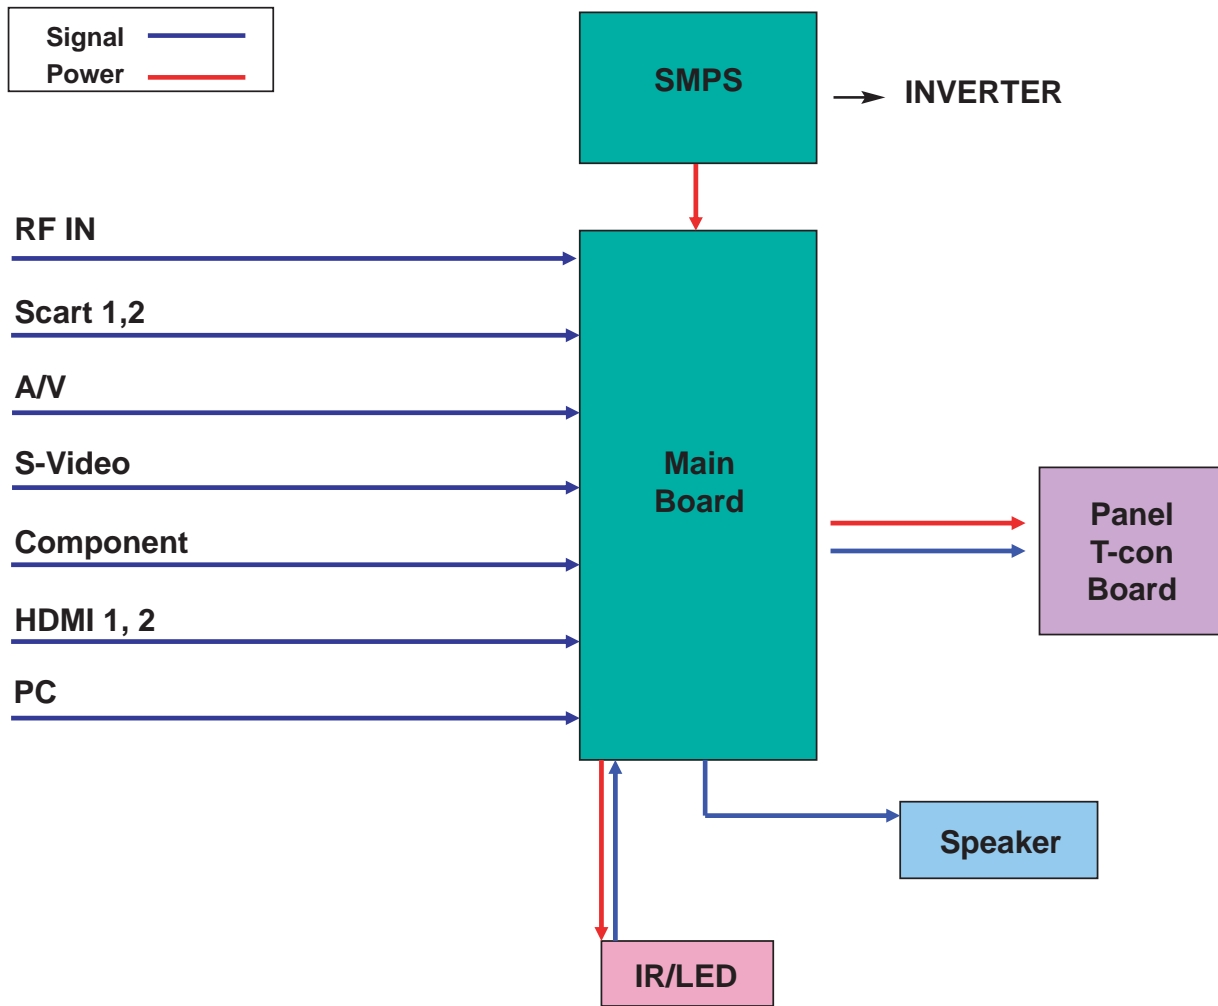 Signal
Power
SMPS
INVERTER
RF IN
Scart 1,2
A/V
S-Video
Component
HDMI 1, 2
PC
Main
Board
Panel
T-con
Board
Speaker
IR/LED